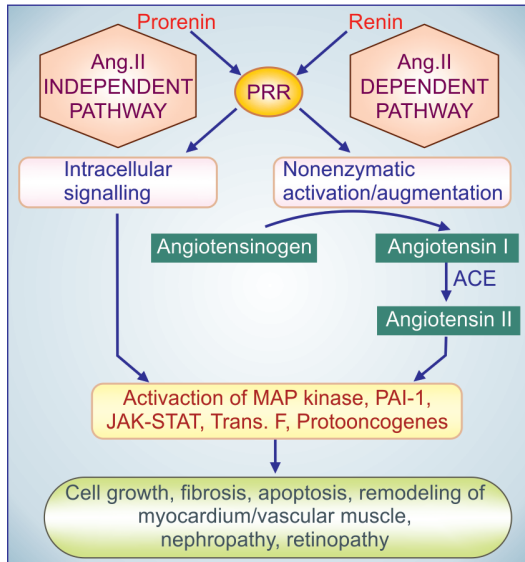 Prorenin
Renin
Ang.II
INDEPENDENT
PATHWAY
PRR
Ang.II
DEPENDENT
PATHWAY
Intracellular
signalling
Nonenzymatic
activation/augmentation
Angiotensinogen
Angiotensin I
ACE
Angiotensin II
Activaction of MAP kinase, PAI-1,
JAK-STAT, Trans. F, Protooncogenes
Cell growth, fibrosis, apoptosis, remodeling of
myocardium/vascular muscle,
nephropathy, retinopathy